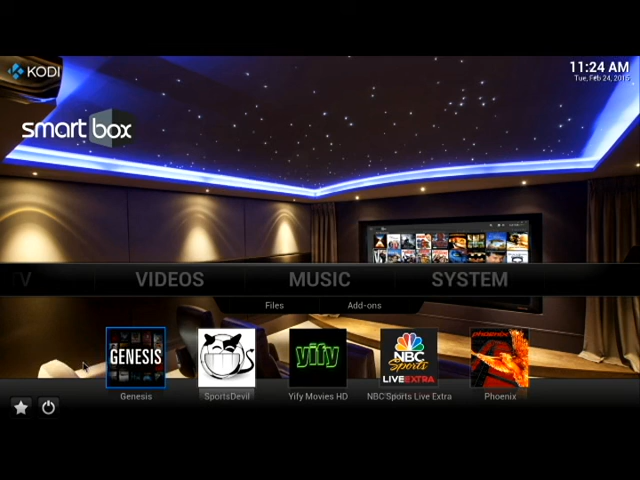 KODI
11:24 AM
Tue, Feb 24, 2015
smart box
TV
VIDEOS
MUSIC
SYSTEM
Files
Add-ons
GENESIS
yify
NBC
Sports
LIVE EXTRA
phoenix
Genesis
SportsDevil
Yify Movies HD
NBC Sports Live Extra
Phoenix